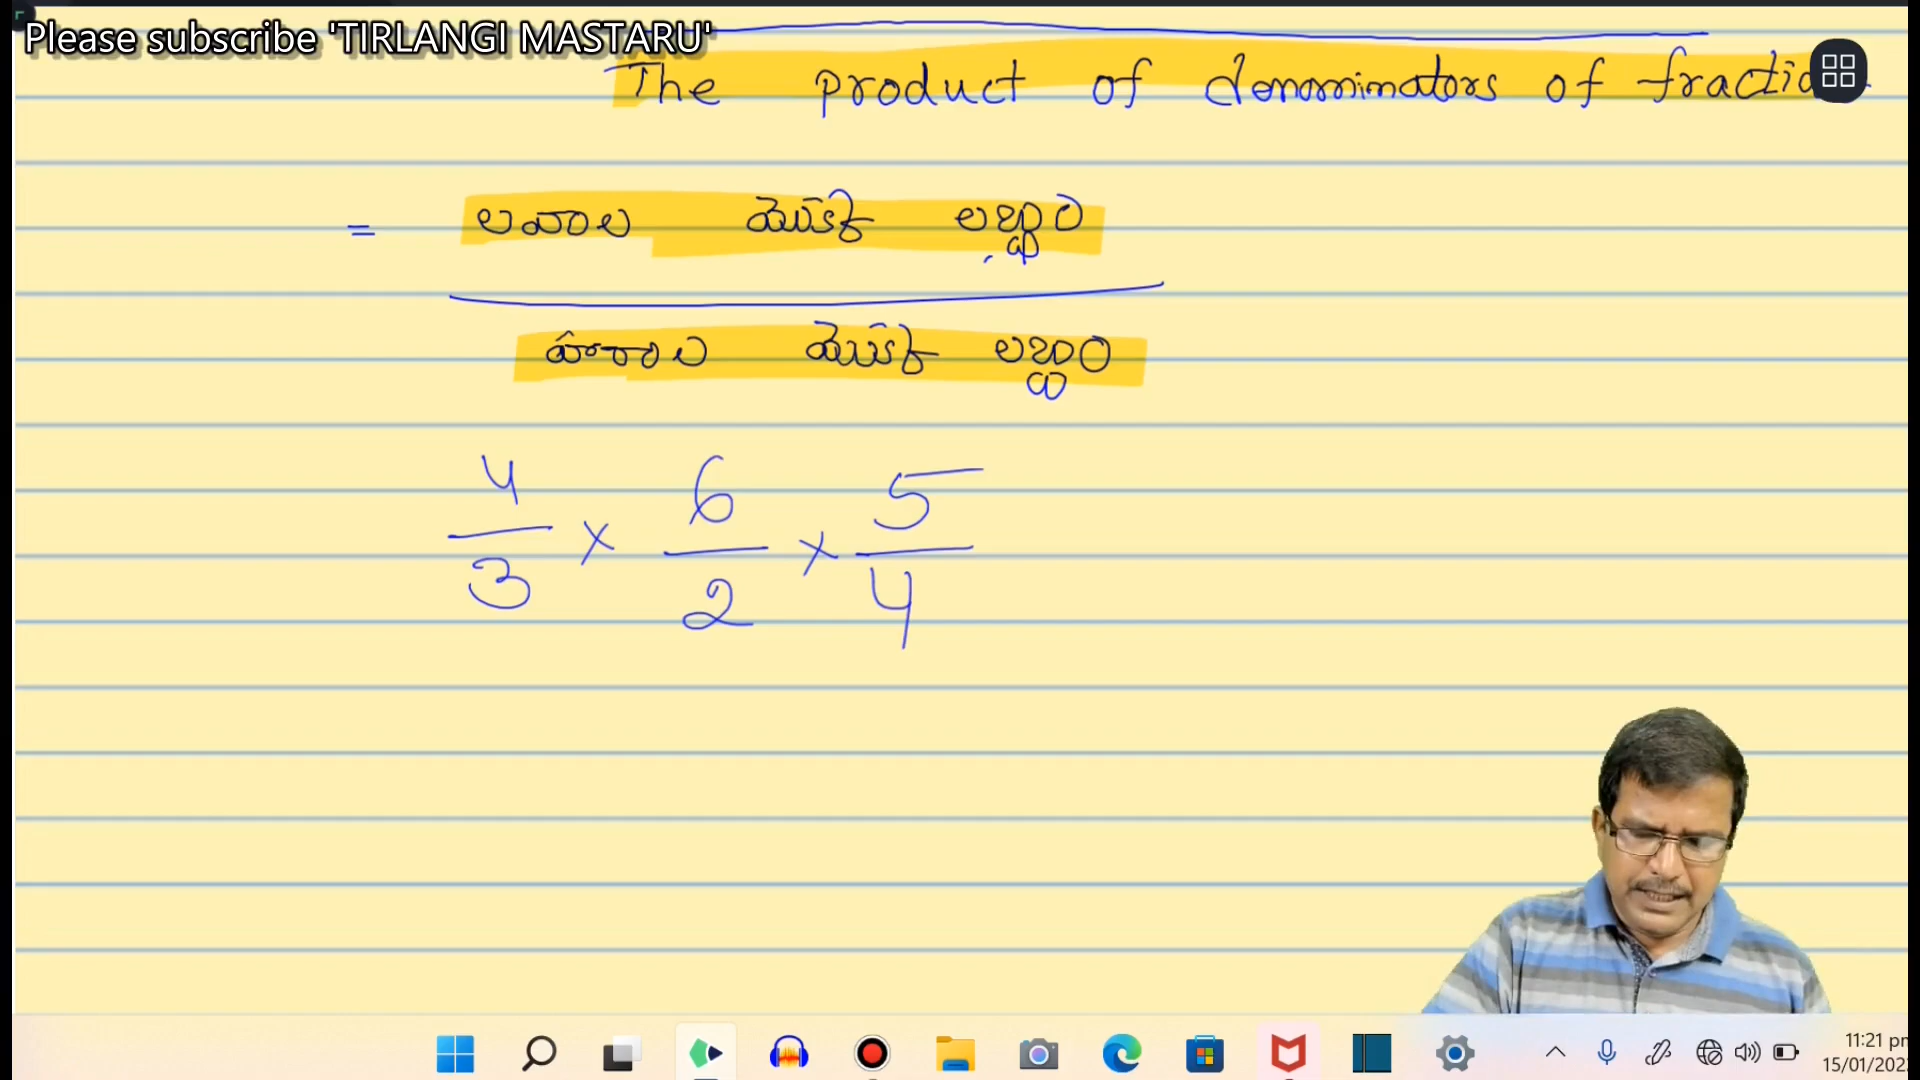 Please subscribe 'TIRLANGI MASTARU'
The product of denominators of fractio
= లవాల యొక్క లబ్ధం
హారాల యొక్క లబ్ధం
4/3 × 6/2 × 5/4
11:21 pm
15/01/202